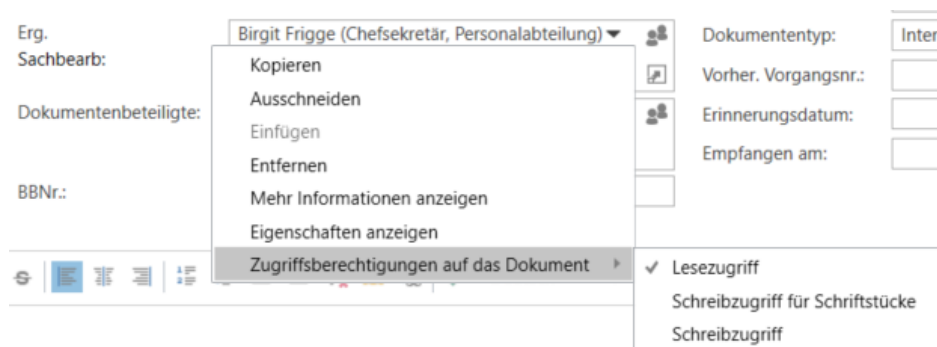 Erg.
Sachbearb:
Birgit Frigge (Chefsekretär, Personalabteilung)
Dokumententyp:
Inter
Kopieren
Vorher. Vorgangsnr.:
Ausschneiden
Dokumentenbeteiligte:
Erinnerungsdatum:
Einfügen
Empfangen am:
Entfernen
BBNr.:
Mehr Informationen anzeigen
Eigenschaften anzeigen
Zugriffsberechtigungen auf das Dokument
Lesezugriff
Schreibzugriff für Schriftstücke
Schreibzugriff